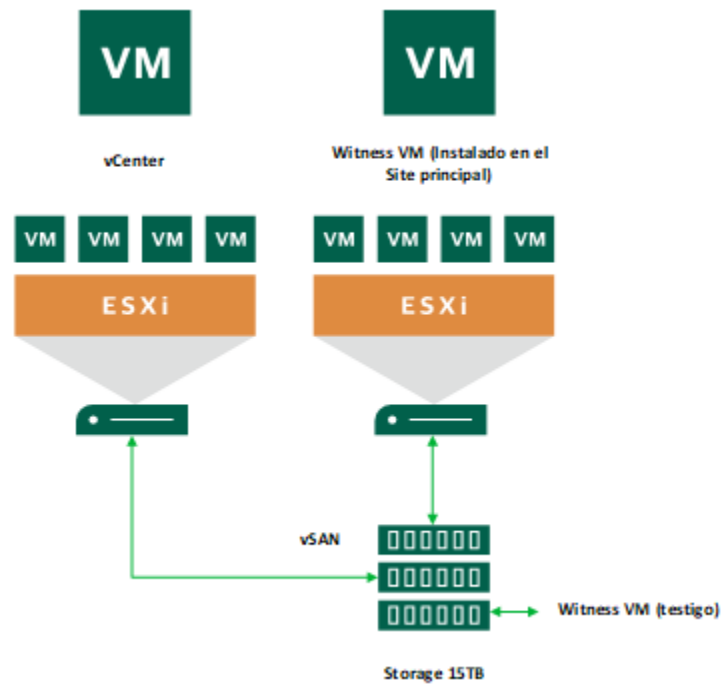 VM
VM
vCenter
Witness VM (Instalado en el
Site principal)
VM VM VM VM
VM VM VM VM
ESXi
ESXi
vSAN
Witness VM (testigo)
Storage 15TB